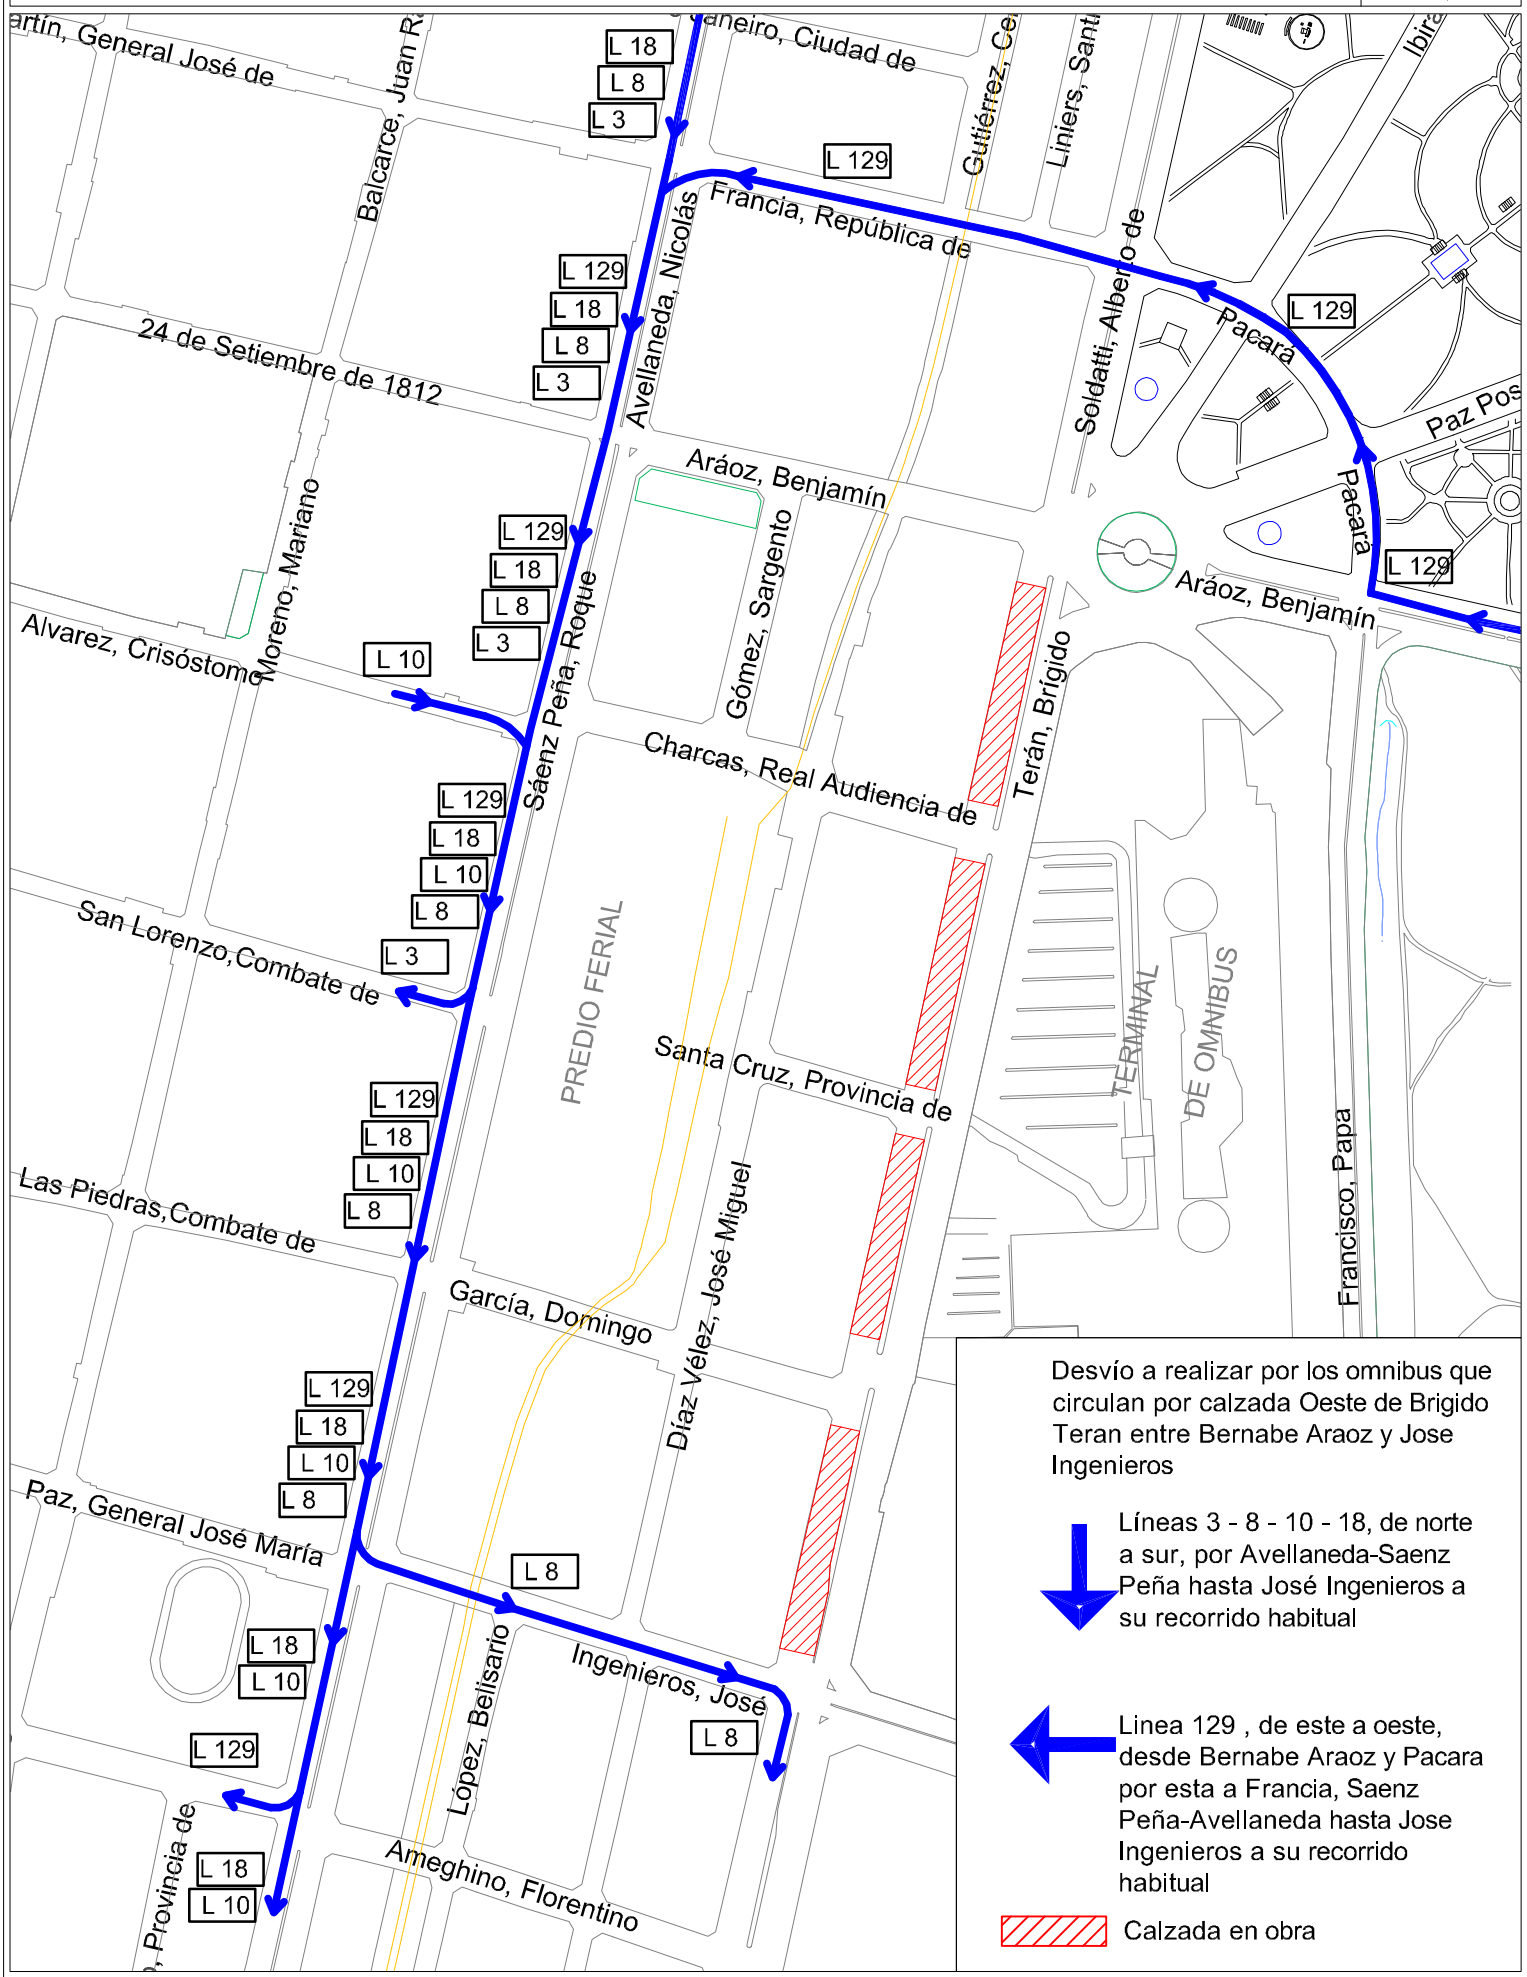 L 18
L 8
L 3
L 129
Francia, República de
Gutiérrez,
Liniers,
General José de
Balcarce, Juan
Ciudad de
Avellaneda, Nicolás
L 129
L 18
L 8
L 3
24 de Setiembre de 1812
Soldatti, Alberto de
Pacará
L 129
Paz
Aráoz, Benjamín
Pacará
L 129
Aráoz, Benjamín
L 129
L 18
L 8
L 3
Moreno, Mariano
Alvarez, Crisóstomo
L 10
Sáenz Peña, Roque
Gómez, Sargento
Terán, Brígido
Charcas, Real Audiencia de
L 129
L 18
L 10
L 8
L 3
San Lorenzo,Combate de
PREDIO FERIAL
TERMINAL
DE OMNIBUS
Santa Cruz, Provincia de
Francisco, Papa
L 129
L 18
L 10
L 8
Las Piedras,Combate de
García, Domingo
Díaz Vélez, José Miguel
L 129
L 18
L 10
L 8
Paz, General José María
L 8
López, Belisario
Ingenieros, José
L 8
L 18
L 10
L 129
Provincia de
L 18
L 10
Ameghino, Florentino
Desvío a realizar por los omnibus que
circulan por calzada Oeste de Brigido
Teran entre Bernabe Araoz y Jose
Ingenieros
Líneas 3 - 8 - 10 - 18, de norte
a sur, por Avellaneda-Saenz
Peña hasta José Ingenieros a
su recorrido habitual
Linea 129 , de este a oeste,
desde Bernabe Araoz y Pacara
por esta a Francia, Saenz
Peña-Avellaneda hasta Jose
Ingenieros a su recorrido
habitual
Calzada en obra